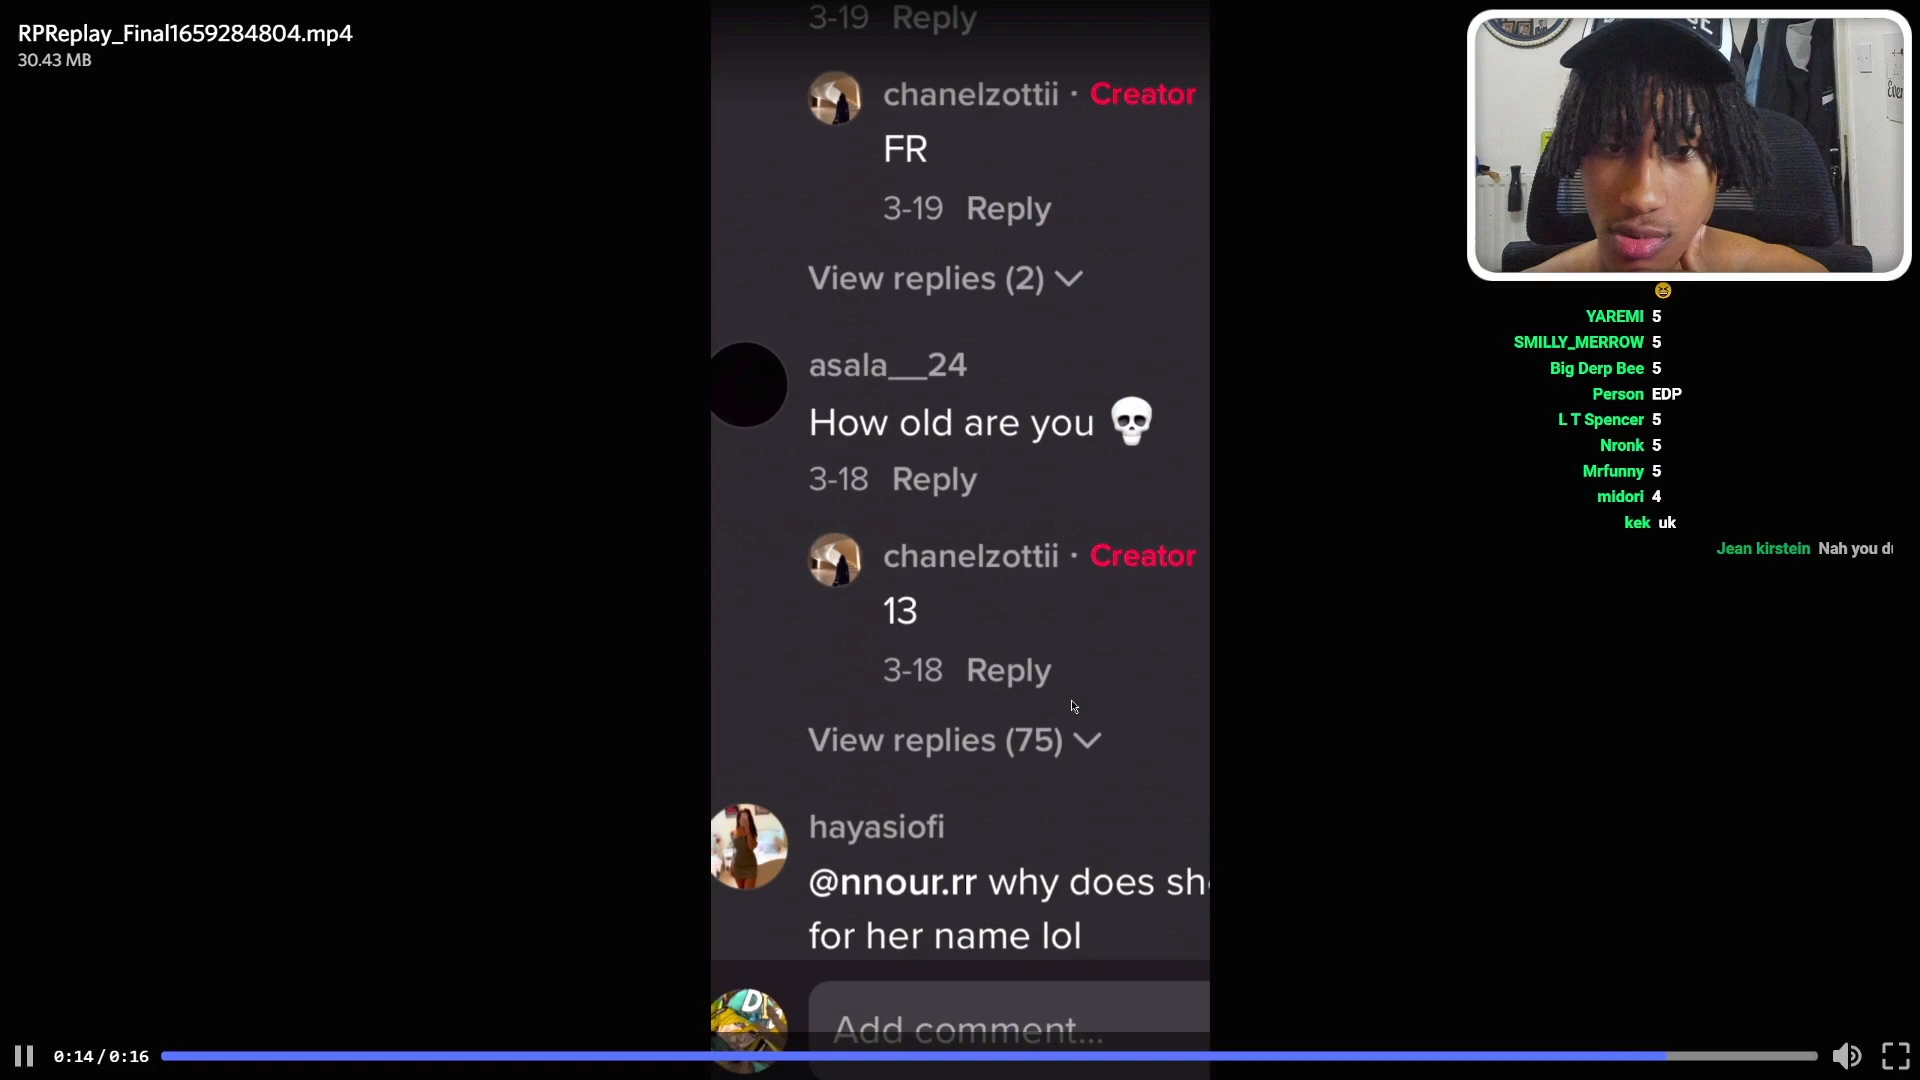 RPReplay_Final1659284804.mp4
30.43 MB
3-19 Reply
chanelzottii · Creator
FR
3-19 Reply
View replies (2)
asala__24
How old are you 💀
3-18 Reply
chanelzottii · Creator
13
3-18 Reply
View replies (75)
hayasiofi
@nnour.rr why does sh
for her name lol
Add comment...
0:14 / 0:16
😆
YAREMI 5
SMILLY_MERROW 5
Big Derp Bee 5
Person EDP
L T Spencer 5
Nronk 5
Mrfunny 5
midori 4
kek uk
Jean kirstein Nah you